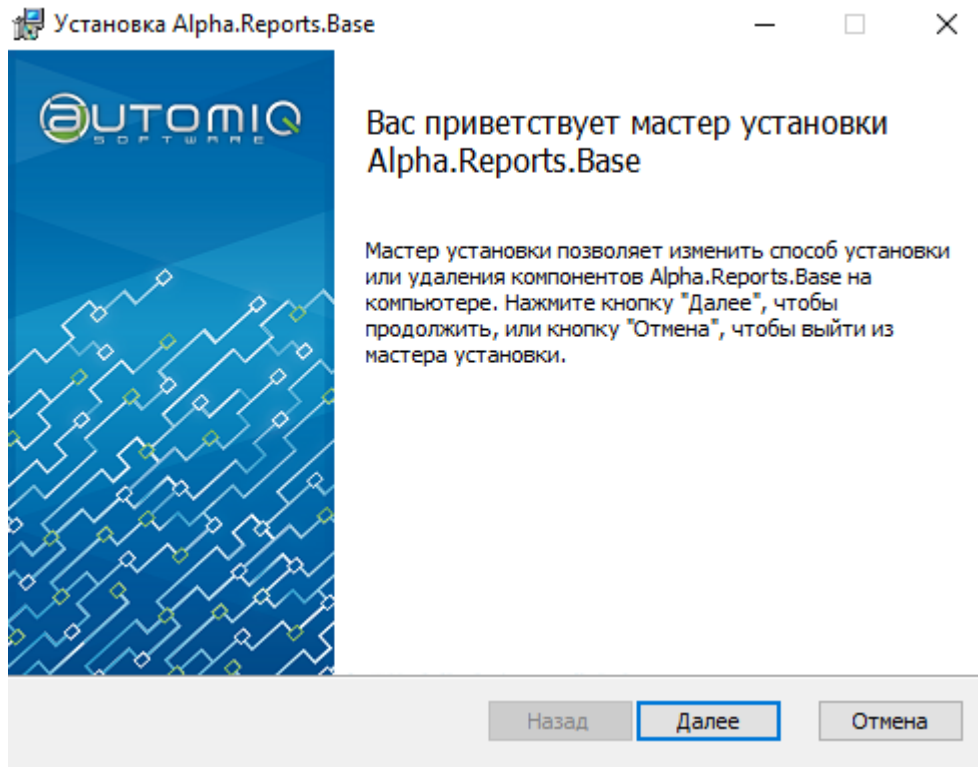 Установка Alpha.Reports.Base
automiq
SOFTWARE
Вас приветствует мастер установки
Alpha.Reports.Base
Мастер установки позволяет изменить способ установки
или удаления компонентов Alpha.Reports.Base на
компьютере. Нажмите кнопку "Далее", чтобы
продолжить, или кнопку "Отмена", чтобы выйти из
мастера установки.
Назад Далее Отмена